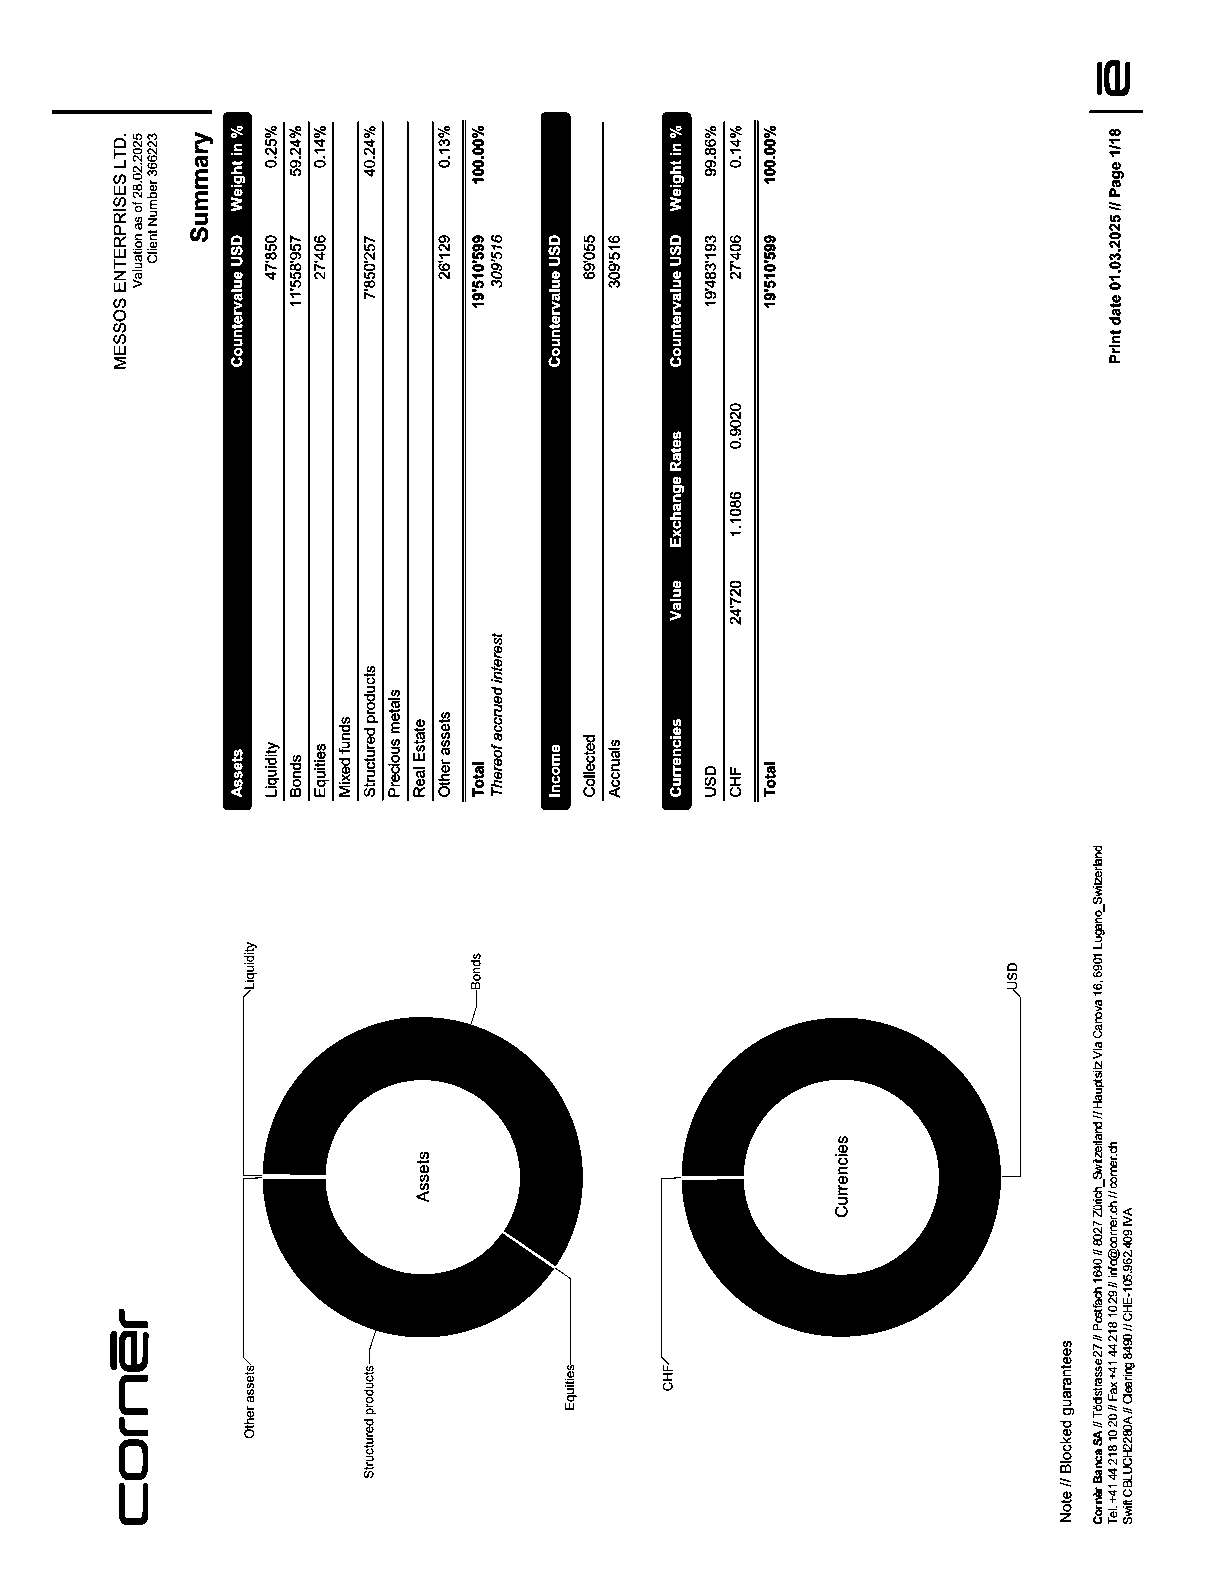 cornèr
MESSOS ENTERPRISES LTD.
Valuation as of 28.02.2025
Client Number 366223
Summary
Assets Countervalue USD Weight in %
Liquidity 47'850 0.25%
Bonds 11'558'957 59.24%
Equities 27'406 0.14%
Mixed funds
Structured products 7'850'257 40.24%
Precious metals
Real Estate
Other assets 26'129 0.13%
Total 19'510'599 100.00%
Thereof accrued interest 309'516
Income Countervalue USD
Collected 69'055
Accruals 309'516
Currencies Value Exchange Rates Countervalue USD Weight in %
USD 19'483'193 99.86%
CHF 24'720 1.1086 0.9020 27'406 0.14%
Total 19'510'599 100.00%
Other assets
Liquidity
Structured products
Assets
Bonds
Equities
CHF
Currencies
USD
Note // Blocked guarantees
Cornèr Banca SA // Tödistrasse 27 // Postfach 1640 // 8027 Zürich_Switzerland // Hauptsitz Via Canova 16, 6901 Lugano_Switzerland
Tel. +41 44 218 10 20 // Fax +41 44 218 10 29 // info@corner.ch // corner.ch
Swift CBLUCH2280A // Clearing 8490 // CHE-105.962.409 IVA
Print date 01.03.2025 // Page 1/18